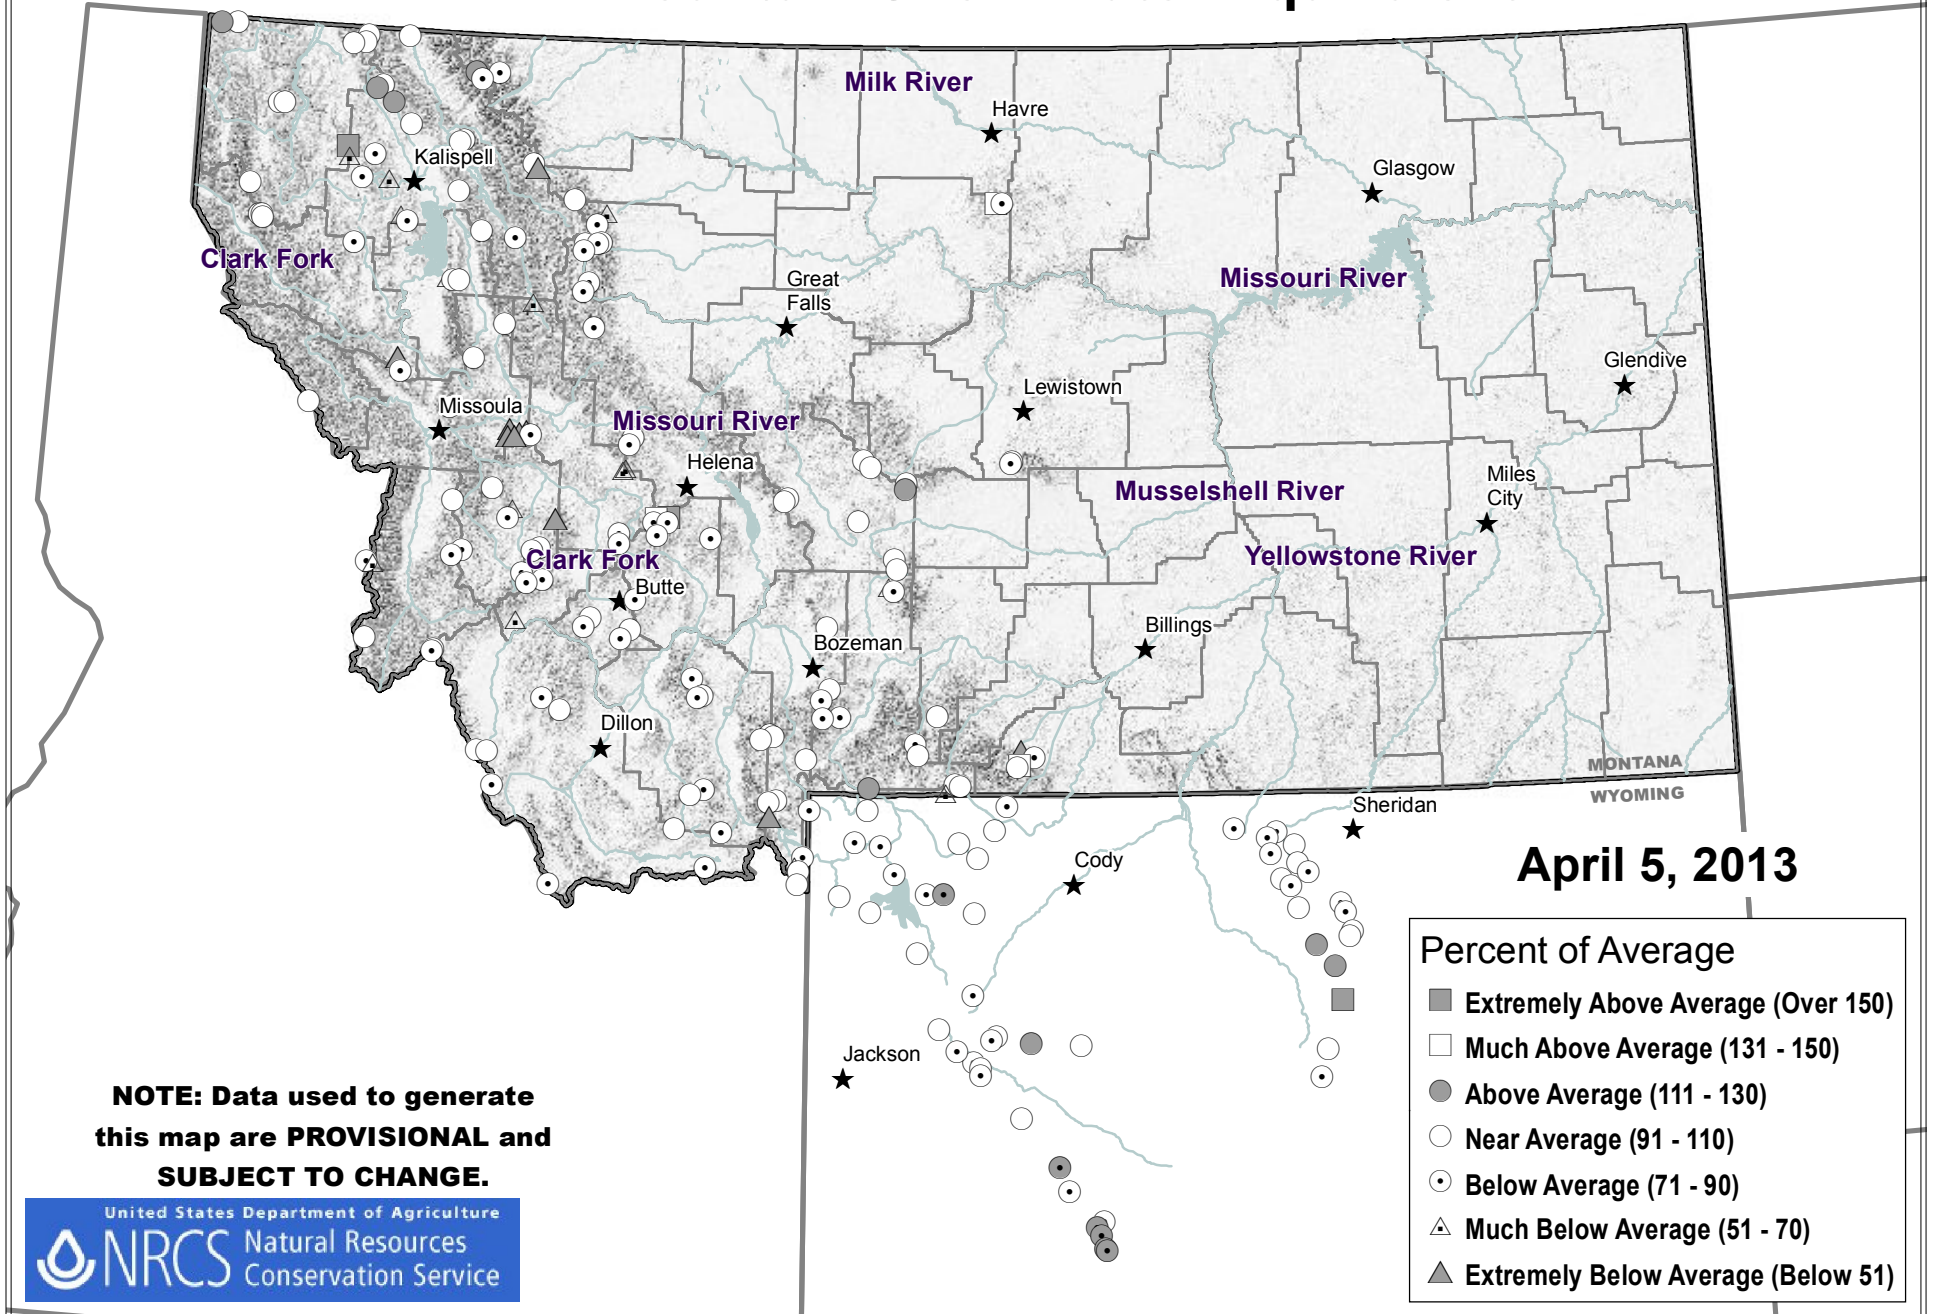 Milk River
Havre
Kalispell
Glasgow
Clark Fork
Great
Falls
Missouri River
Glendive
Lewistown
Missoula
Missouri River
Helena
Miles
City
Musselshell River
Clark Fork
Yellowstone River
Butte
Billings
Bozeman
Dillon
MONTANA
WYOMING
Sheridan
Cody
April 5, 2013
Jackson
Percent of Average
Extremely Above Average (Over 150)
Much Above Average (131 - 150)
Above Average (111 - 130)
Near Average (91 - 110)
Below Average (71 - 90)
Much Below Average (51 - 70)
Extremely Below Average (Below 51)
NOTE: Data used to generate
this map are PROVISIONAL and
SUBJECT TO CHANGE.
United States Department of Agriculture
NRCS
Natural Resources
Conservation Service